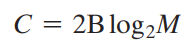 C = 2B log₂M